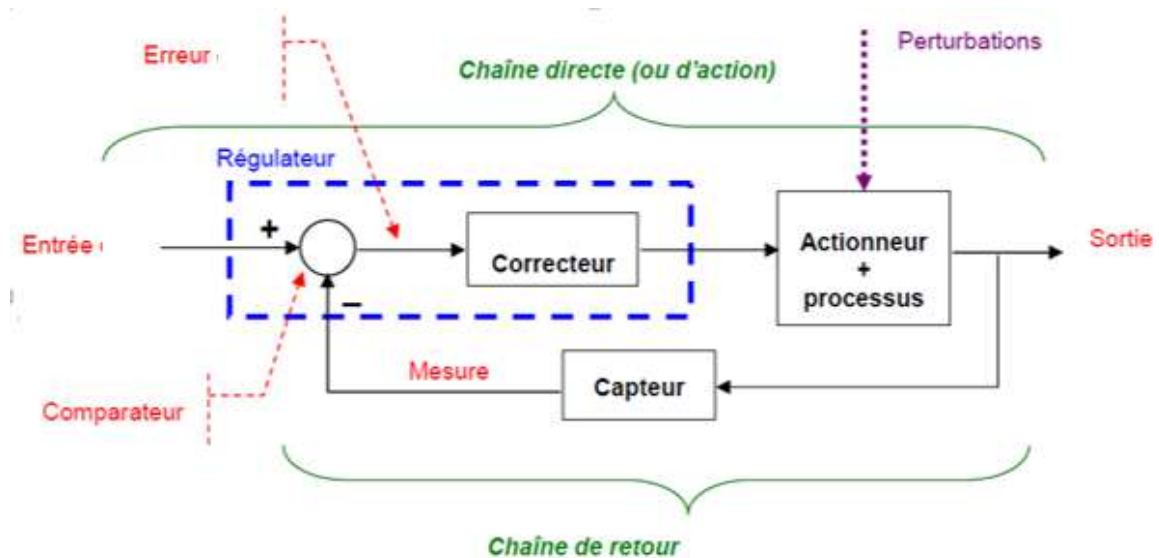 Erreur
Perturbations
Chaîne directe (ou d'action)
Régulateur
+
Entrée
Correcteur
Actionneur
+
processus
Sortie
–
Mesure
Capteur
Comparateur
Chaîne de retour